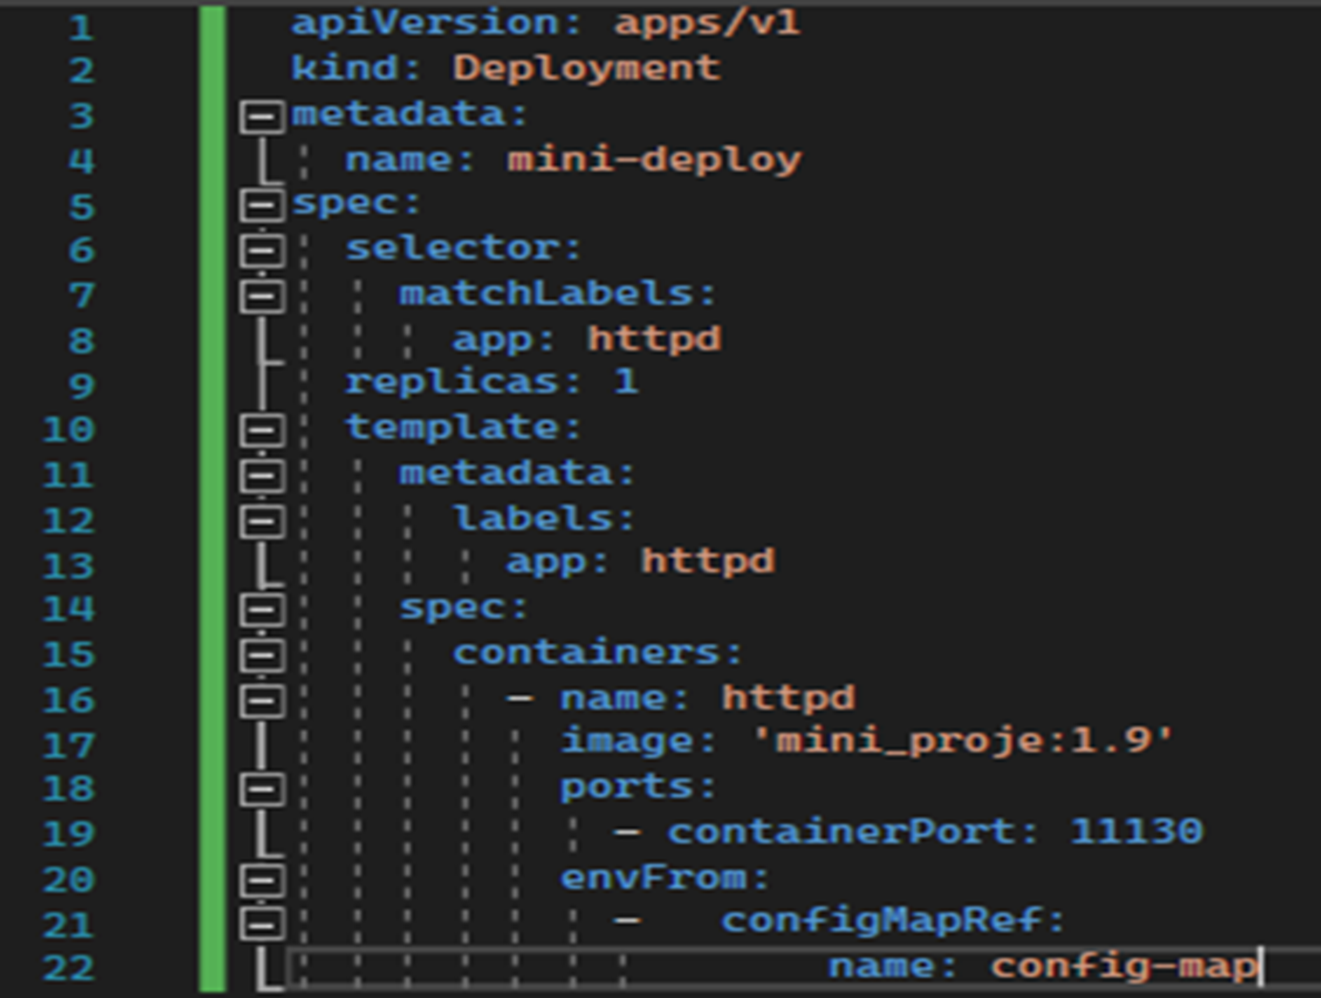 1 apiVersion: apps/v1
2 kind: Deployment
3 metadata:
4   name: mini-deploy
5 spec:
6   selector:
7     matchLabels:
8       app: httpd
9   replicas: 1
10   template:
11     metadata:
12       labels:
13         app: httpd
14     spec:
15       containers:
16         - name: httpd
17           image: 'mini_proje:1.9'
18           ports:
19             - containerPort: 11130
20           envFrom:
21             -   configMapRef:
22                     name: config-map